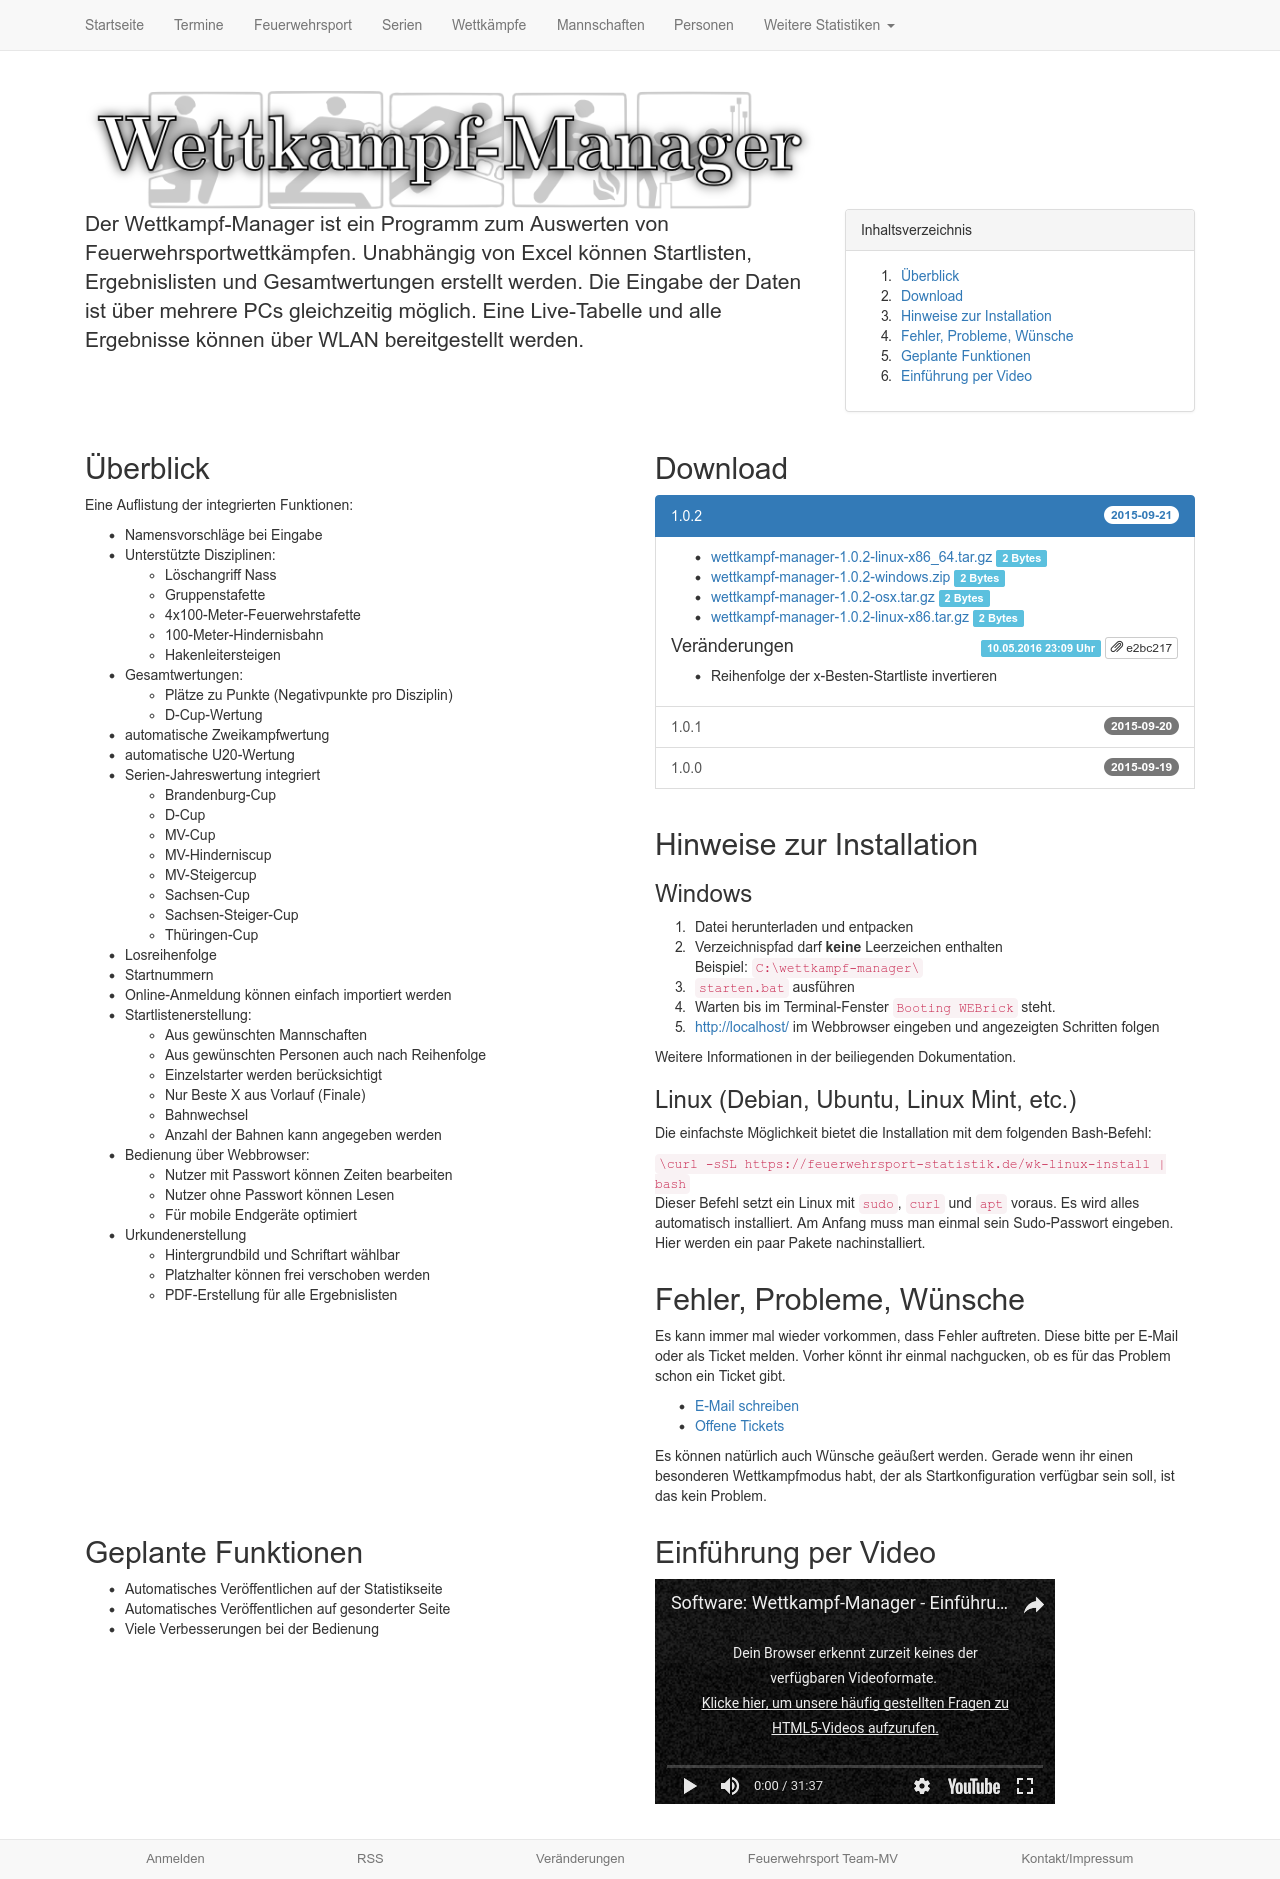 Startseite Termine Feuerwehrsport Serien Wettkämpfe Mannschaften Personen Weitere Statistiken
Wettkampf-Manager
Der Wettkampf-Manager ist ein Programm zum Auswerten von
Feuerwehrsportwettkämpfen. Unabhängig von Excel können Startlisten,
Ergebnislisten und Gesamtwertungen erstellt werden. Die Eingabe der Daten
ist über mehrere PCs gleichzeitig möglich. Eine Live-Tabelle und alle
Ergebnisse können über WLAN bereitgestellt werden.
Inhaltsverzeichnis
1. Überblick
2. Download
3. Hinweise zur Installation
4. Fehler, Probleme, Wünsche
5. Geplante Funktionen
6. Einführung per Video
Überblick
Eine Auflistung der integrierten Funktionen:
• Namensvorschläge bei Eingabe
• Unterstützte Disziplinen:
◦ Löschangriff Nass
◦ Gruppenstafette
◦ 4x100-Meter-Feuerwehrstafette
◦ 100-Meter-Hindernisbahn
◦ Hakenleitersteigen
• Gesamtwertungen:
◦ Plätze zu Punkte (Negativpunkte pro Disziplin)
◦ D-Cup-Wertung
• automatische Zweikampfwertung
• automatische U20-Wertung
• Serien-Jahreswertung integriert
◦ Brandenburg-Cup
◦ D-Cup
◦ MV-Cup
◦ MV-Hinderniscup
◦ MV-Steigercup
◦ Sachsen-Cup
◦ Sachsen-Steiger-Cup
◦ Thüringen-Cup
• Losreihenfolge
• Startnummern
• Online-Anmeldung können einfach importiert werden
• Startlistenerstellung:
◦ Aus gewünschten Mannschaften
◦ Aus gewünschten Personen auch nach Reihenfolge
◦ Einzelstarter werden berücksichtigt
◦ Nur Beste X aus Vorlauf (Finale)
◦ Bahnwechsel
◦ Anzahl der Bahnen kann angegeben werden
• Bedienung über Webbrowser:
◦ Nutzer mit Passwort können Zeiten bearbeiten
◦ Nutzer ohne Passwort können Lesen
◦ Für mobile Endgeräte optimiert
• Urkundenerstellung
◦ Hintergrundbild und Schriftart wählbar
◦ Platzhalter können frei verschoben werden
◦ PDF-Erstellung für alle Ergebnislisten
Download
1.0.2 2015-09-21
• wettkampf-manager-1.0.2-linux-x86_64.tar.gz 2 Bytes
• wettkampf-manager-1.0.2-windows.zip 2 Bytes
• wettkampf-manager-1.0.2-osx.tar.gz 2 Bytes
• wettkampf-manager-1.0.2-linux-x86.tar.gz 2 Bytes
Veränderungen 10.05.2016 23:09 Uhr e2bc217
• Reihenfolge der x-Besten-Startliste invertieren
1.0.1 2015-09-20
1.0.0 2015-09-19
Hinweise zur Installation
Windows
1. Datei herunterladen und entpacken
2. Verzeichnispfad darf keine Leerzeichen enthalten
Beispiel: C:\wettkampf-manager\
3. starten.bat ausführen
4. Warten bis im Terminal-Fenster Booting WEBrick steht.
5. http://localhost/ im Webbrowser eingeben und angezeigten Schritten folgen
Weitere Informationen in der beiliegenden Dokumentation.
Linux (Debian, Ubuntu, Linux Mint, etc.)
Die einfachste Möglichkeit bietet die Installation mit dem folgenden Bash-Befehl:
\curl -sSL https://feuerwehrsport-statistik.de/wk-linux-install |
bash
Dieser Befehl setzt ein Linux mit sudo, curl und apt voraus. Es wird alles
automatisch installiert. Am Anfang muss man einmal sein Sudo-Passwort eingeben.
Hier werden ein paar Pakete nachinstalliert.
Fehler, Probleme, Wünsche
Es kann immer mal wieder vorkommen, dass Fehler auftreten. Diese bitte per E-Mail
oder als Ticket melden. Vorher könnt ihr einmal nachgucken, ob es für das Problem
schon ein Ticket gibt.
• E-Mail schreiben
• Offene Tickets
Es können natürlich auch Wünsche geäußert werden. Gerade wenn ihr einen
besonderen Wettkampfmodus habt, der als Startkonfiguration verfügbar sein soll, ist
das kein Problem.
Geplante Funktionen
• Automatisches Veröffentlichen auf der Statistikseite
• Automatisches Veröffentlichen auf gesonderter Seite
• Viele Verbesserungen bei der Bedienung
Einführung per Video
Software: Wettkampf-Manager - Einführu...
Dein Browser erkennt zurzeit keines der
verfügbaren Videoformate.
Klicke hier, um unsere häufig gestellten Fragen zu
HTML5-Videos aufzurufen.
0:00 / 31:37 YouTube
Anmelden RSS Veränderungen Feuerwehrsport Team-MV Kontakt/Impressum